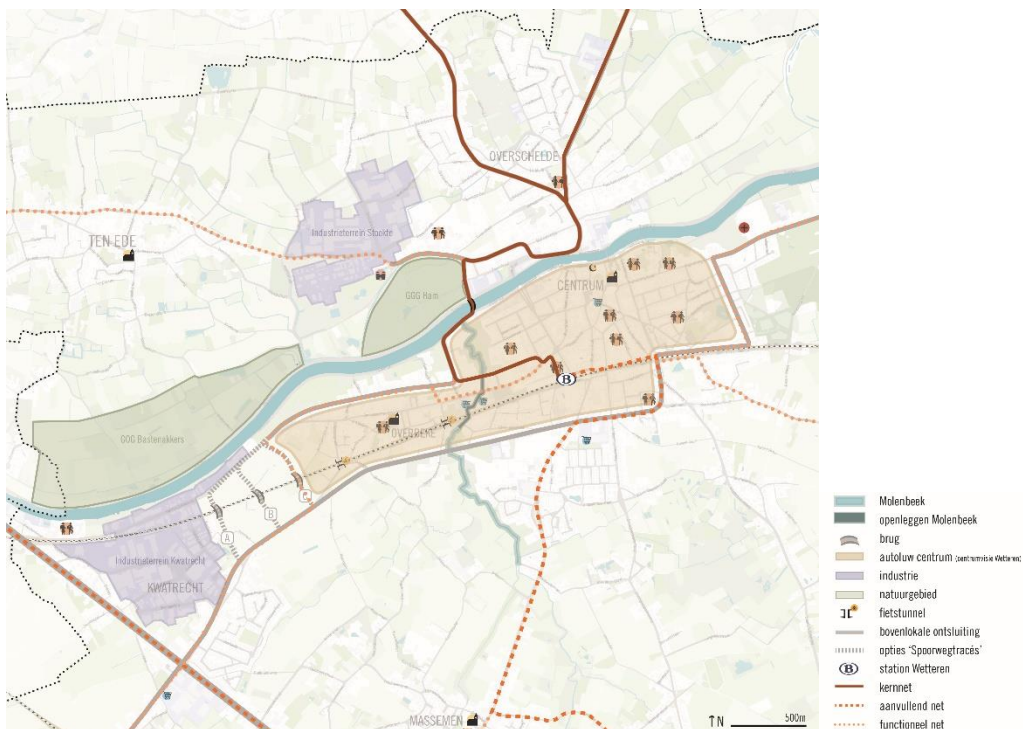 OVERSCHELDE
Industrieterrein Stookte
TEN EDE
GOG Ham
CENTRUM
B
GOG Bastenakkers
OVERBEKE
C
B
A
Industrieterrein Kwatrecht
KWATRECHT
MASSEMEN
N
500m
Molenbeek
openleggen Molenbeek
brug
autoluw centrum (centrumvisie Wetteren)
industrie
natuurgebied
fietstunnel
bovenlokale ontsluiting
opties 'Spoorwegtracés'
B station Wetteren
kernnet
aanvullend net
functioneel net